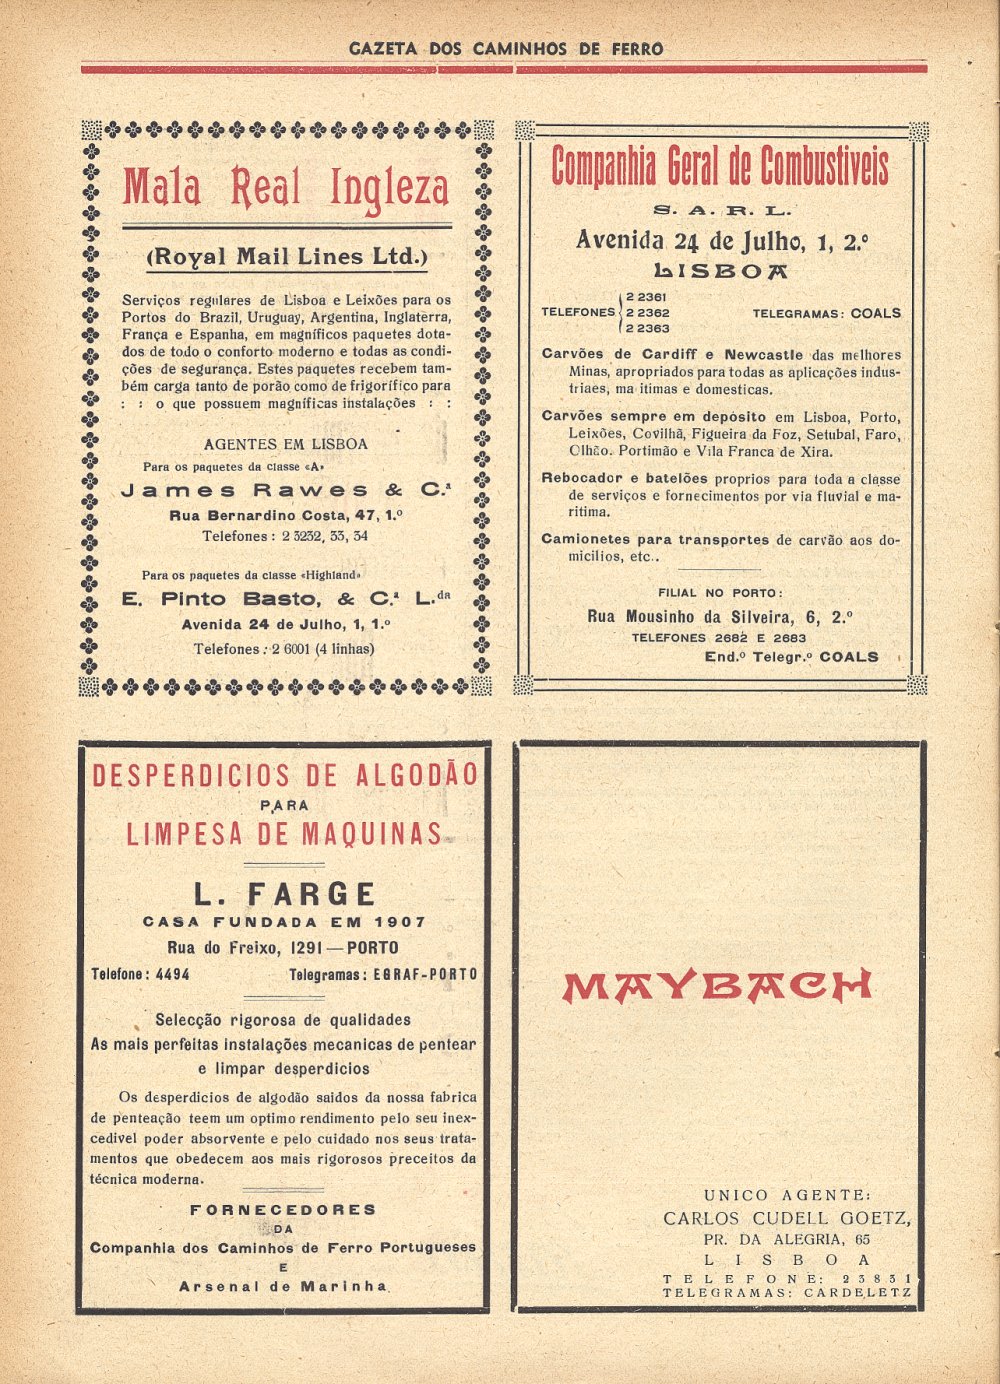 GAZETA DOS CAMINHOS DE FERRO
Mala Real Ingleza
(Royal Mail Lines Ltd.)
Serviços regulares de Lisboa e Leixões para os
Portos do Brazil, Uruguay, Argentina, Inglaterra,
França e Espanha, em magníficos paquetes dota-
dos de todo o conforto moderno e todas as condi-
ções de segurança. Estes paquetes recebem tam-
bém carga tanto de porão como de frigorífico para
: : o que possuem magníficas instalações : :
AGENTES EM LISBOA
Para os paquetes da classe «A»
James Rawes & C.ª
Rua Bernardino Costa, 47, 1.º
Telefones: 2 3232, 33, 34
Para os paquetes da classe «Highland»
E. Pinto Basto, & C.ª L.da
Avenida 24 de Julho, 1, 1.º
Telefones: 2 6001 (4 linhas)
Companhia Geral de Combustiveis
S. A. R. L.
Avenida 24 de Julho, 1, 2.º
LISBOA
2 2361
TELEFONES 2 2362 TELEGRAMAS: COALS
2 2363
Carvões de Cardiff e Newcastle das melhores
Minas, apropriados para todas as aplicações indus-
triaes, ma itimas e domesticas.
Carvões sempre em depósito em Lisboa, Porto,
Leixões, Covilhã, Figueira da Foz, Setubal, Faro,
Olhão. Portimão e Vila Franca de Xira.
Rebocador e batelões proprios para toda a classe
de serviços e fornecimentos por via fluvial e ma-
ritima.
Camionetes para transportes de carvão aos do-
micilios, etc..
FILIAL NO PORTO:
Rua Mousinho da Silveira, 6, 2.º
TELEFONES 2682 E 2683
End.º Telegr.º COALS
DESPERDICIOS DE ALGODÃO
PARA
LIMPESA DE MAQUINAS
L. FARGE
CASA FUNDADA EM 1907
Rua do Freixo, 1291—PORTO
Telefone: 4494 Telegramas: EGRAF-PORTO
Selecção rigorosa de qualidades
As mais perfeitas instalações mecanicas de pentear
e limpar desperdicios
Os desperdicios de algodão saidos da nossa fabrica
de penteação teem um optimo rendimento pelo seu inex-
cedivel poder absorvente e pelo cuidado nos seus trata-
mentos que obedecem aos mais rigorosos preceitos da
técnica moderna.
FORNECEDORES
DA
Companhia dos Caminhos de Ferro Portugueses
E
Arsenal de Marinha
MAYBACH
UNICO AGENTE:
CARLOS CUDELL GOETZ,
PR. DA ALEGRIA, 65
LISBOA
TELEFONE: 23831
TELEGRAMAS: CARDELETZ